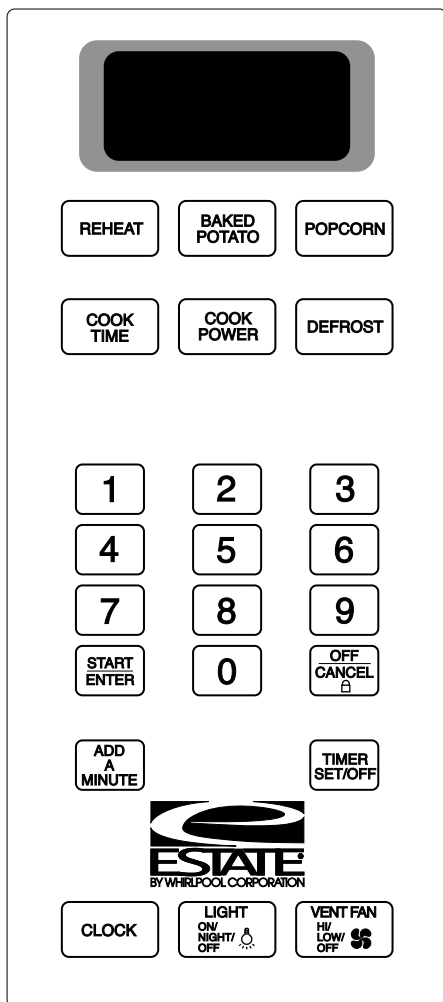 REHEAT
BAKED
POTATO
POPCORN
COOK
TIME
COOK
POWER
DEFROST
1
2
3
4
5
6
7
8
9
START
ENTER
0
OFF
CANCEL
ADD
A
MINUTE
TIMER
SET/OFF
ESTATE®
BY WHIRLPOOL CORPORATION
CLOCK
LIGHT
ON/
NIGHT/
OFF
VENT FAN
HI/
LOW/
OFF